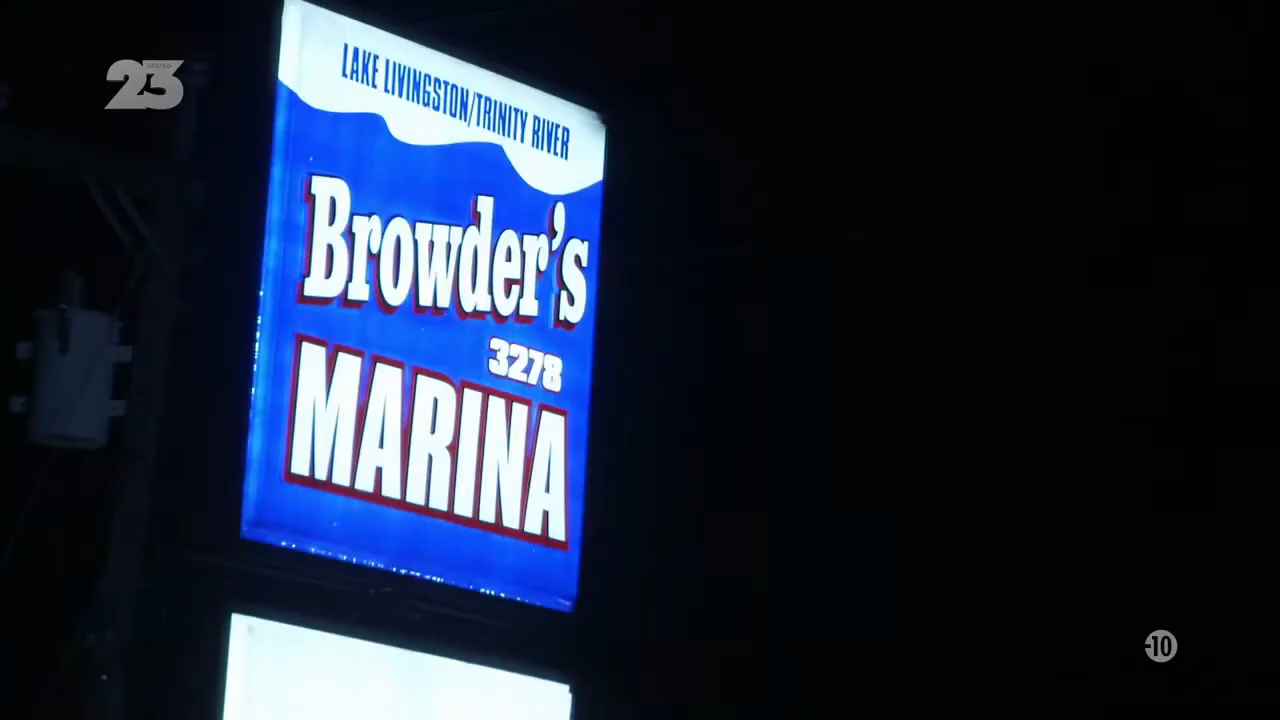 LAKE LIVINGSTON/TRINITY RIVER
23
Browder's
3278
MARINA
-10